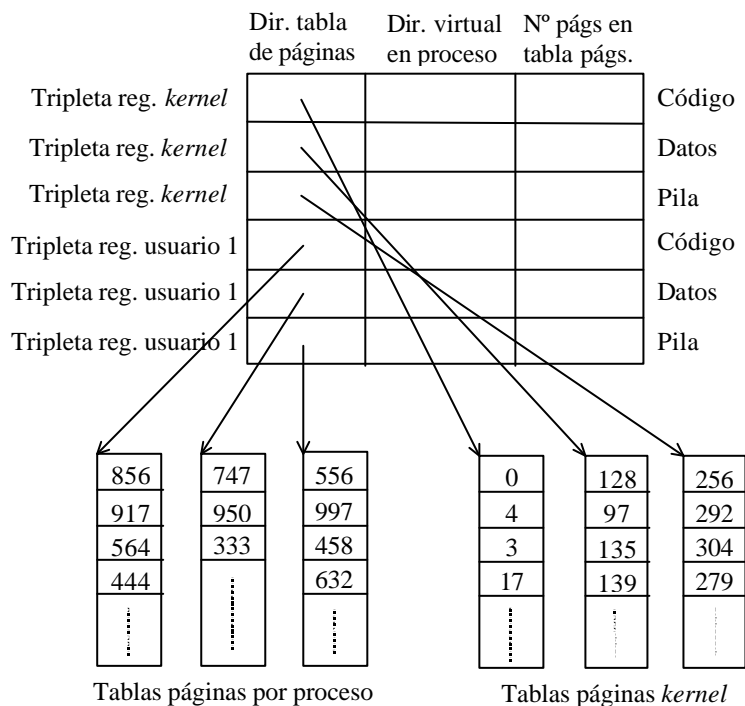 Dir. tabla de páginas
Dir. virtual en proceso
Nº págs en tabla págs.
Tripleta reg. kernel
Código
Tripleta reg. kernel
Datos
Tripleta reg. kernel
Pila
Tripleta reg. usuario 1
Código
Tripleta reg. usuario 1
Datos
Tripleta reg. usuario 1
Pila
856 747 556 0 128 256
917 950 997 4 97 292
564 333 458 3 135 304
444 632 17 139 279
Tablas páginas por proceso
Tablas páginas kernel